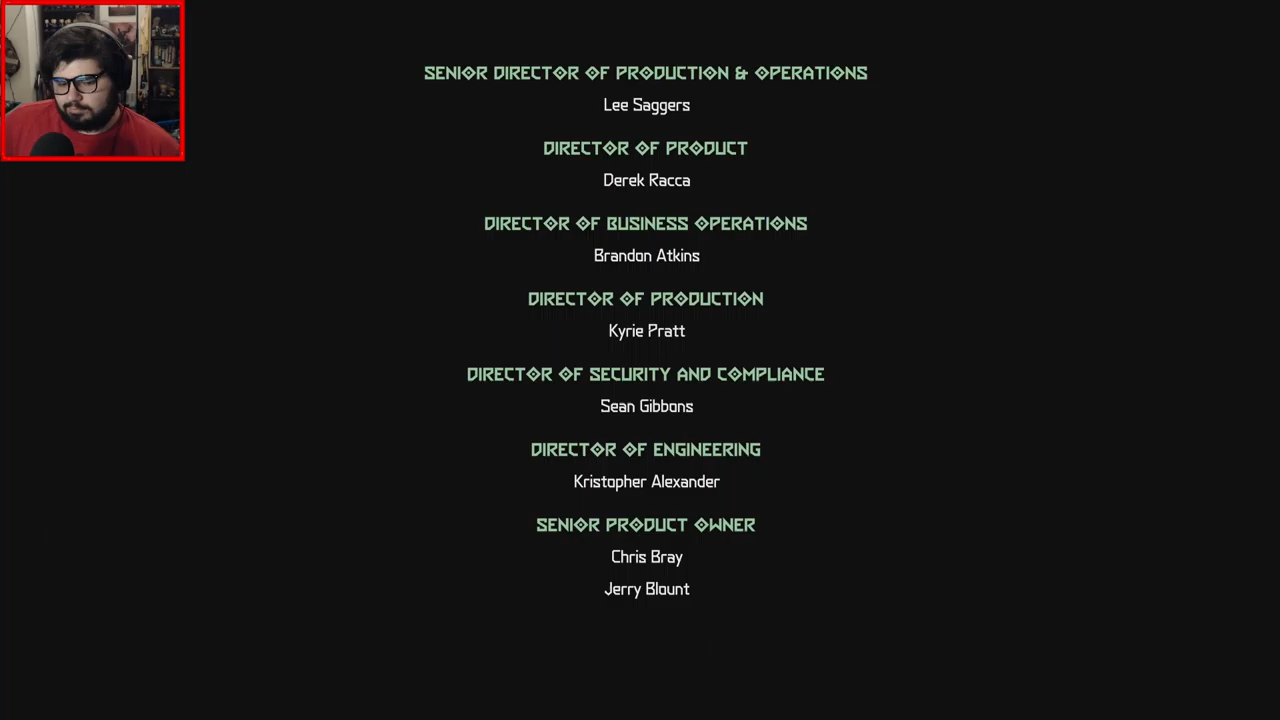 SENIOR DIRECTOR OF PRODUCTION & OPERATIONS
Lee Saggers
DIRECTOR OF PRODUCT
Derek Racca
DIRECTOR OF BUSINESS OPERATIONS
Brandon Atkins
DIRECTOR OF PRODUCTION
Kyrie Pratt
DIRECTOR OF SECURITY AND COMPLIANCE
Sean Gibbons
DIRECTOR OF ENGINEERING
Kristopher Alexander
SENIOR PRODUCT OWNER
Chris Bray
Jerry Blount